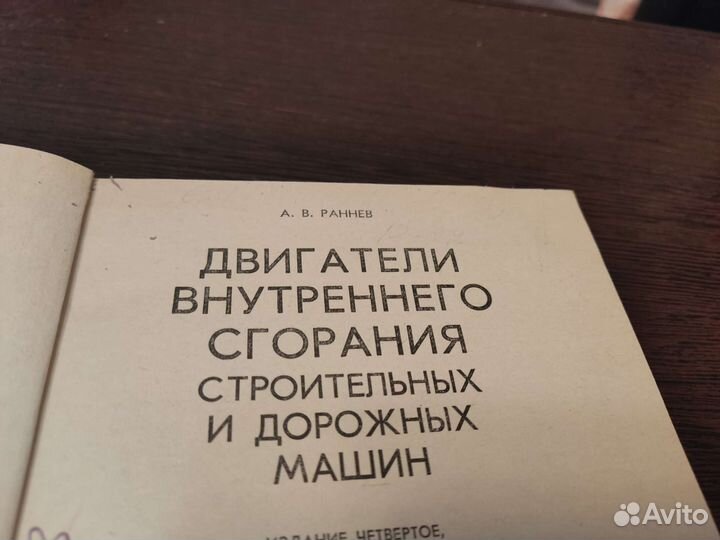 А. В. РАННЕВ
ДВИГАТЕЛИ
ВНУТРЕННЕГО
СГОРАНИЯ
СТРОИТЕЛЬНЫХ
И ДОРОЖНЫХ
МАШИН
ИЗДАНИЕ ЧЕТВЕРТОЕ,
Avito